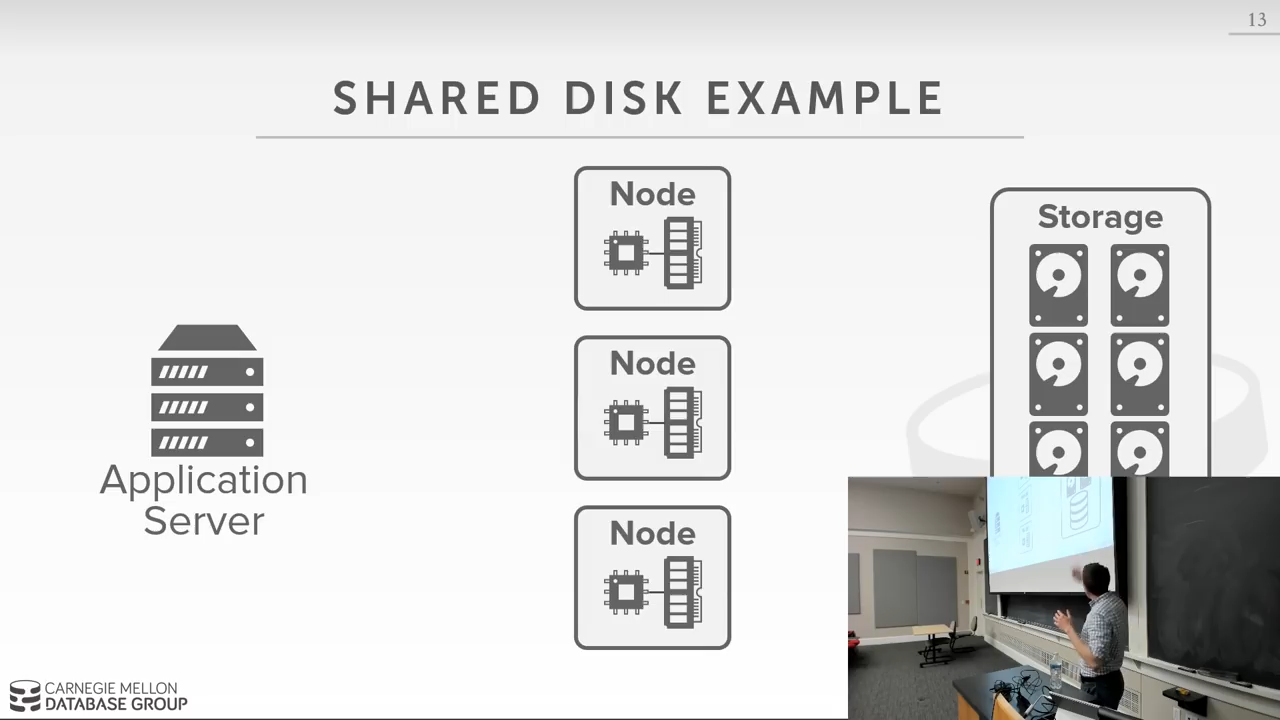 13
SHARED DISK EXAMPLE
Node
Storage
Node
Application
Server
Node
CARNEGIE MELLON
DATABASE GROUP